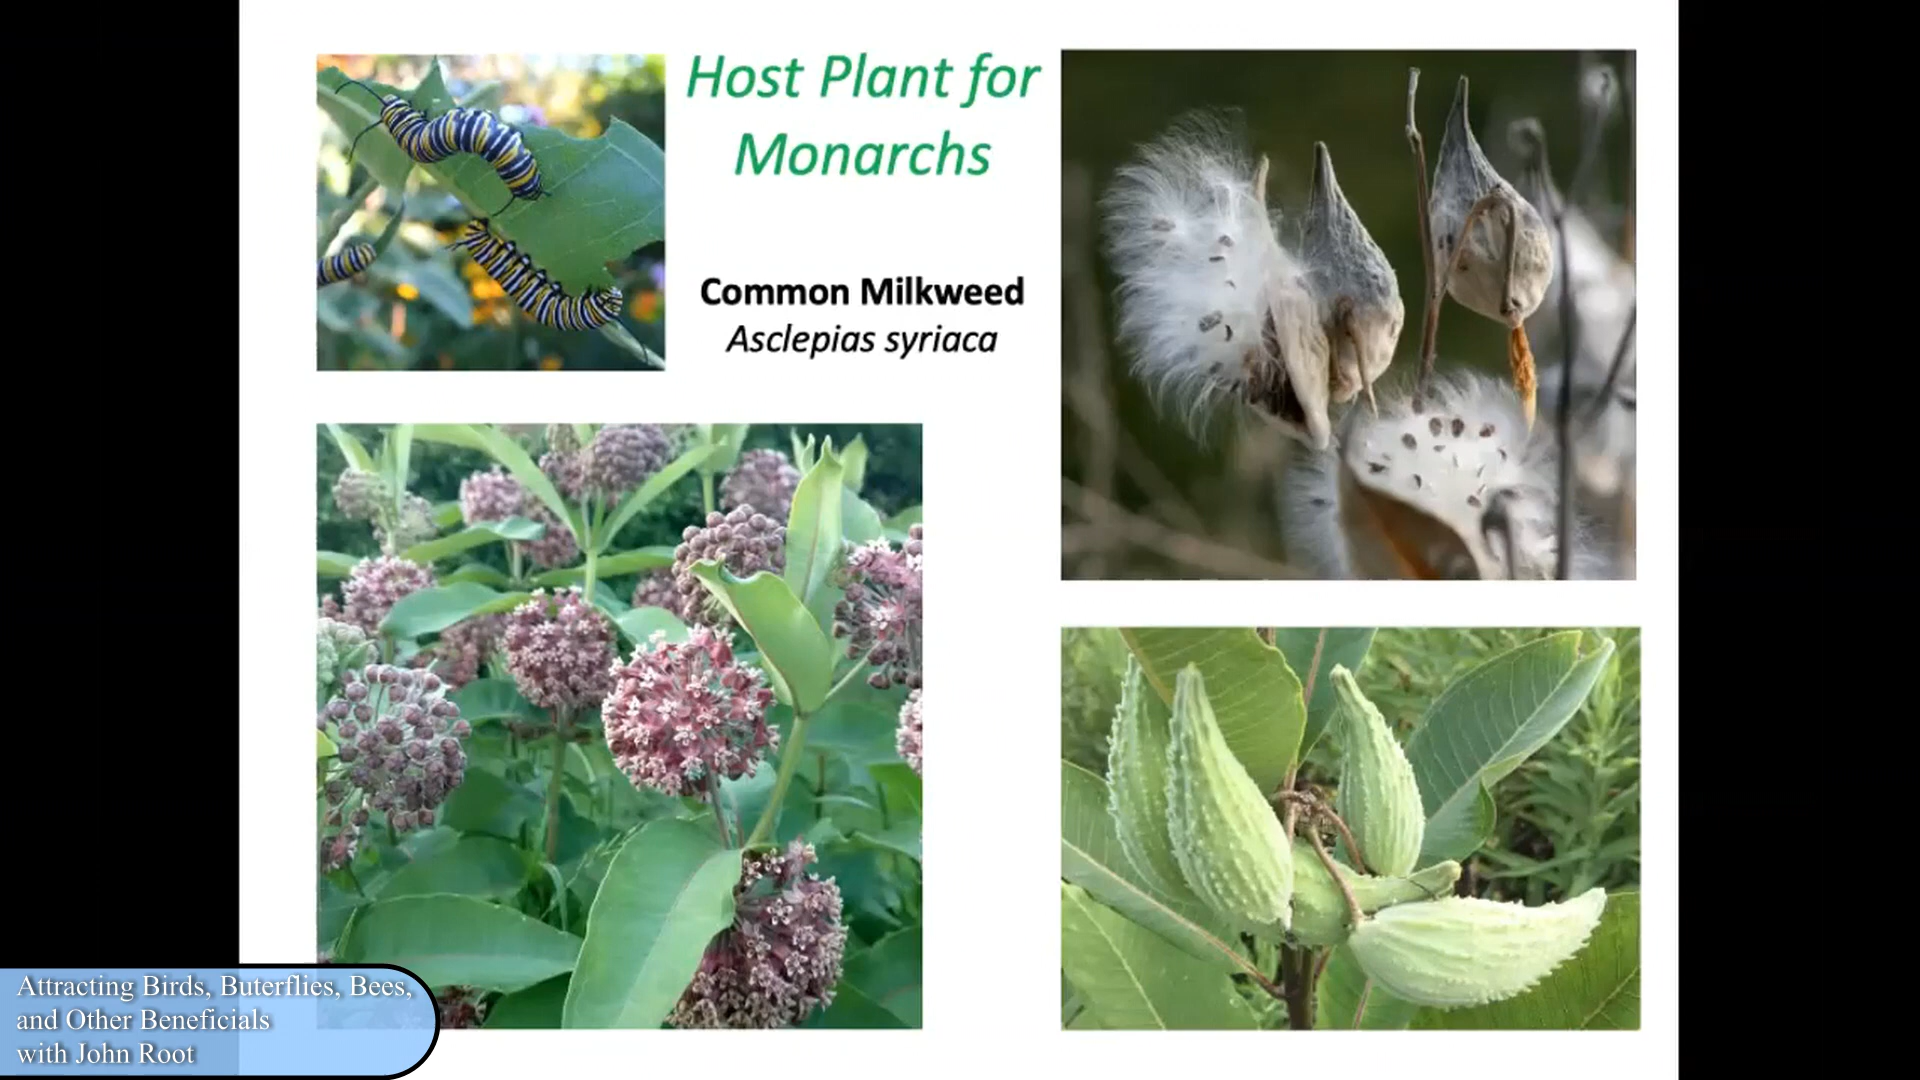 Host Plant for
Monarchs
Common Milkweed
Asclepias syriaca
Attracting Birds, Buterflies, Bees,
and Other Beneficials
with John Root